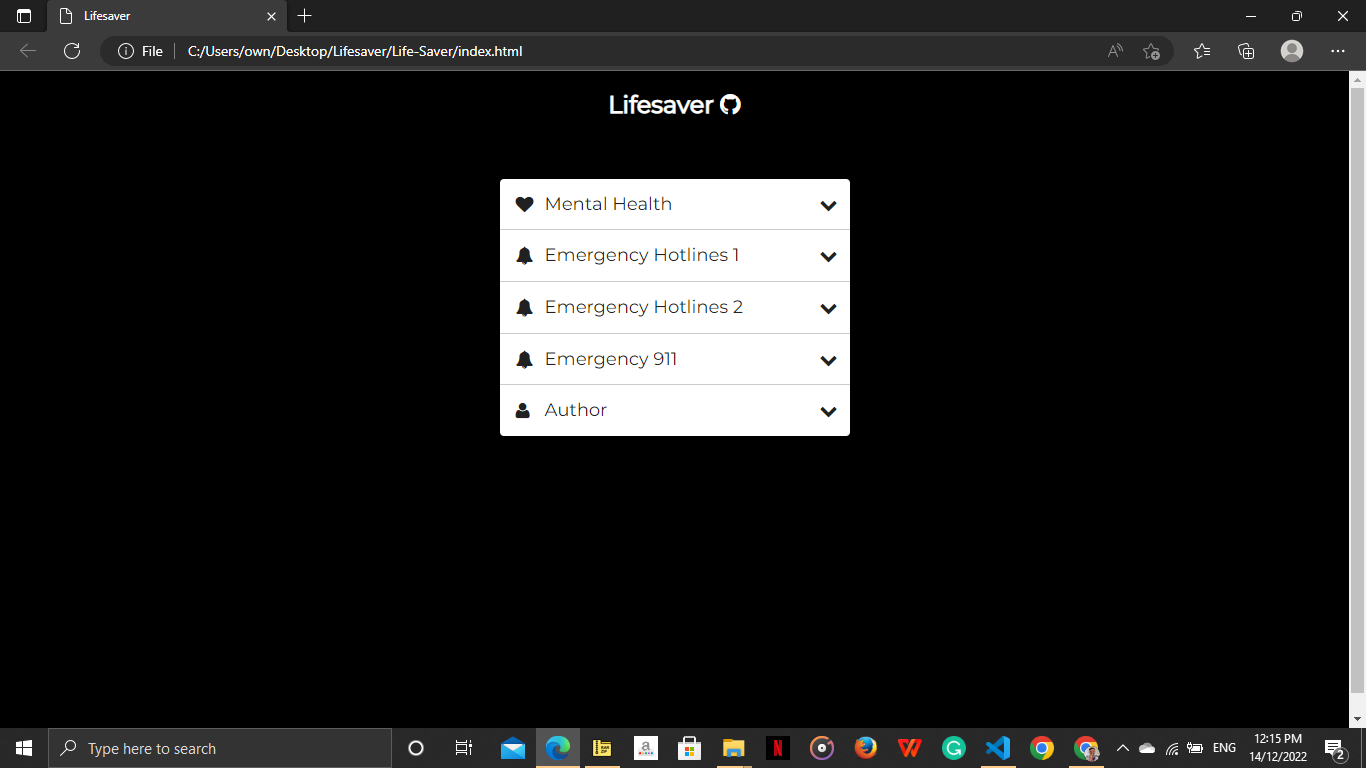 Lifesaver
File C:/Users/own/Desktop/Lifesaver/Life-Saver/index.html
Lifesaver
Mental Health
Emergency Hotlines 1
Emergency Hotlines 2
Emergency 911
Author
Type here to search
ENG
12:15 PM
14/12/2022
2